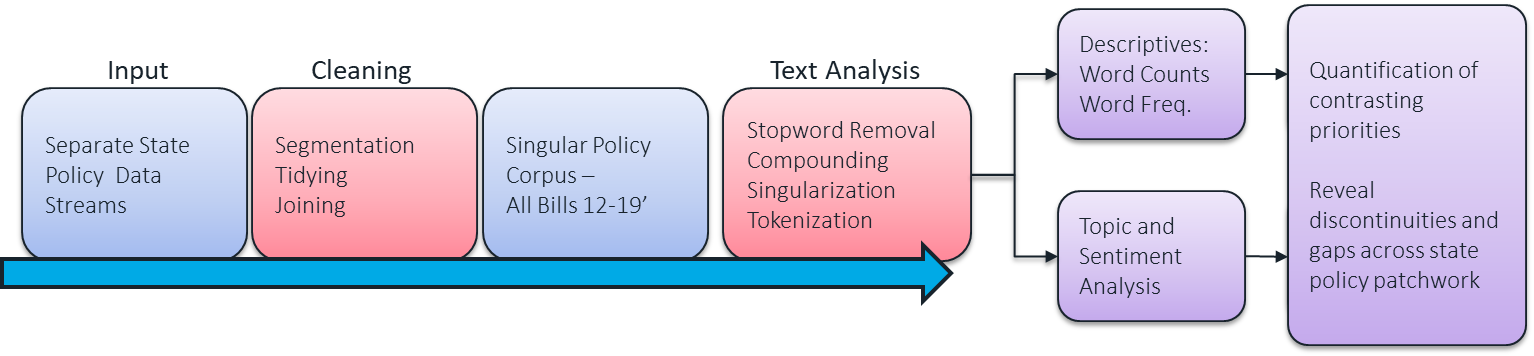 Input
Separate State
Policy  Data
Streams
Cleaning
Segmentation
Tidying
Joining
Singular Policy
Corpus –
All Bills 12-19’
Text Analysis
Stopword Removal
Compounding
Singularization
Tokenization
Descriptives:
Word Counts
Word Freq.
Topic and
Sentiment
Analysis
Quantification of
contrasting
priorities
Reveal
discontinuities and
gaps across state
policy patchwork